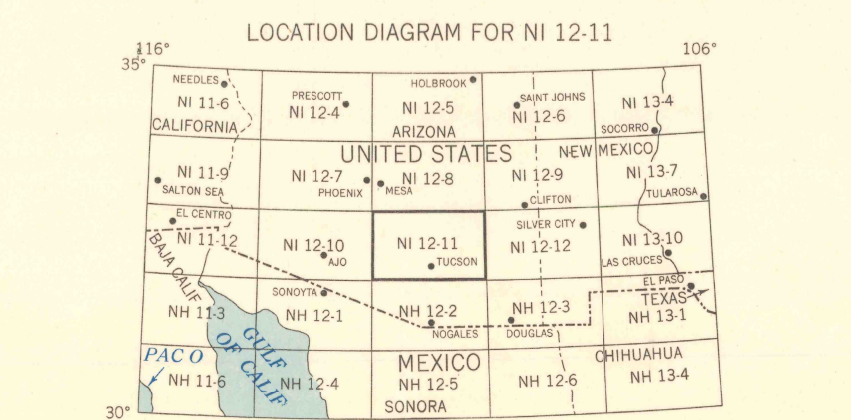 LOCATION DIAGRAM FOR NI 12-11
116°
106°
35°
NEEDLES
NI 11-6
CALIFORNIA
PRESCOTT
NI 12-4
HOLBROOK
NI 12-5
ARIZONA
SAINT JOHNS
NI 12-6
NI 13-4
SOCORRO
UNITED STATES
NEW MEXICO
NI 11-9
SALTON SEA
NI 12-7
PHOENIX
MESA
NI 12-8
NI 12-9
CLIFTON
NI 13-7
TULAROSA
EL CENTRO
NI 11-12
BAJA CALIF
NI 12-10
AJO
NI 12-11
TUCSON
SILVER CITY
NI 12-12
NI 13-10
LAS CRUCES
EL PASO
TEXAS
SONOYTA
NH 11-3
NH 12-1
NH 12-2
NOGALES
NH 12-3
DOUGLAS
NH 13-1
GULF
OF CALIF
PAC O
NH 11-6
NH 12-4
MEXICO
NH 12-5
SONORA
NH 12-6
CHIHUAHUA
NH 13-4
30°